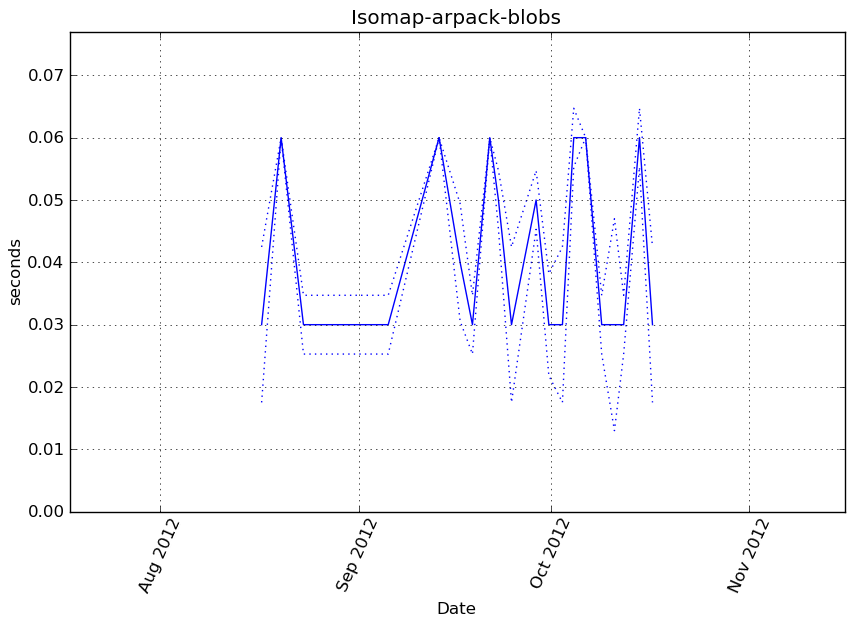 Isomap-arpack-blobs
0.07
0.06
0.05
0.04
0.03
0.02
0.01
0.00
seconds
Aug 2012
Sep 2012
Oct 2012
Nov 2012
Date